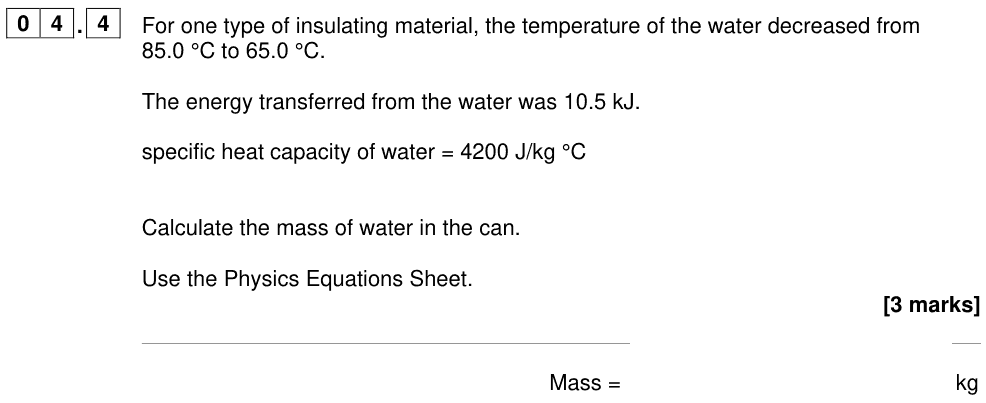 0 4 . 4 For one type of insulating material, the temperature of the water decreased from
85.0 °C to 65.0 °C.
The energy transferred from the water was 10.5 kJ.
specific heat capacity of water = 4200 J/kg °C
Calculate the mass of water in the can.
Use the Physics Equations Sheet.
[3 marks]
Mass = kg